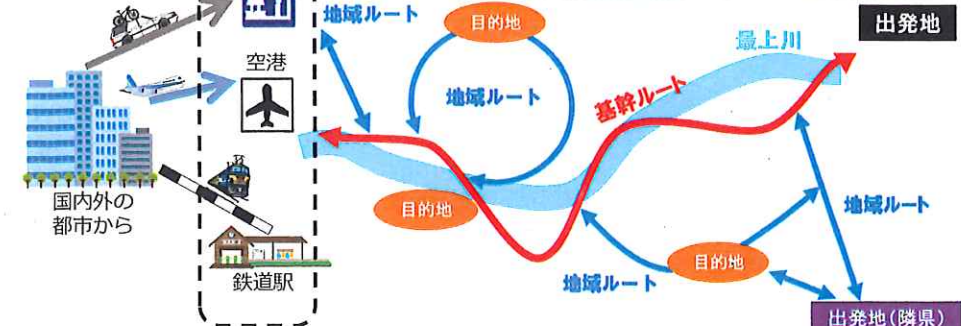 地域ルート
目的地
出発地
最上川
空港
地域ルート
基幹ルート
国内外の
都市から
目的地
地域ルート
目的地
地域ルート
鉄道駅
出発地(隣県)